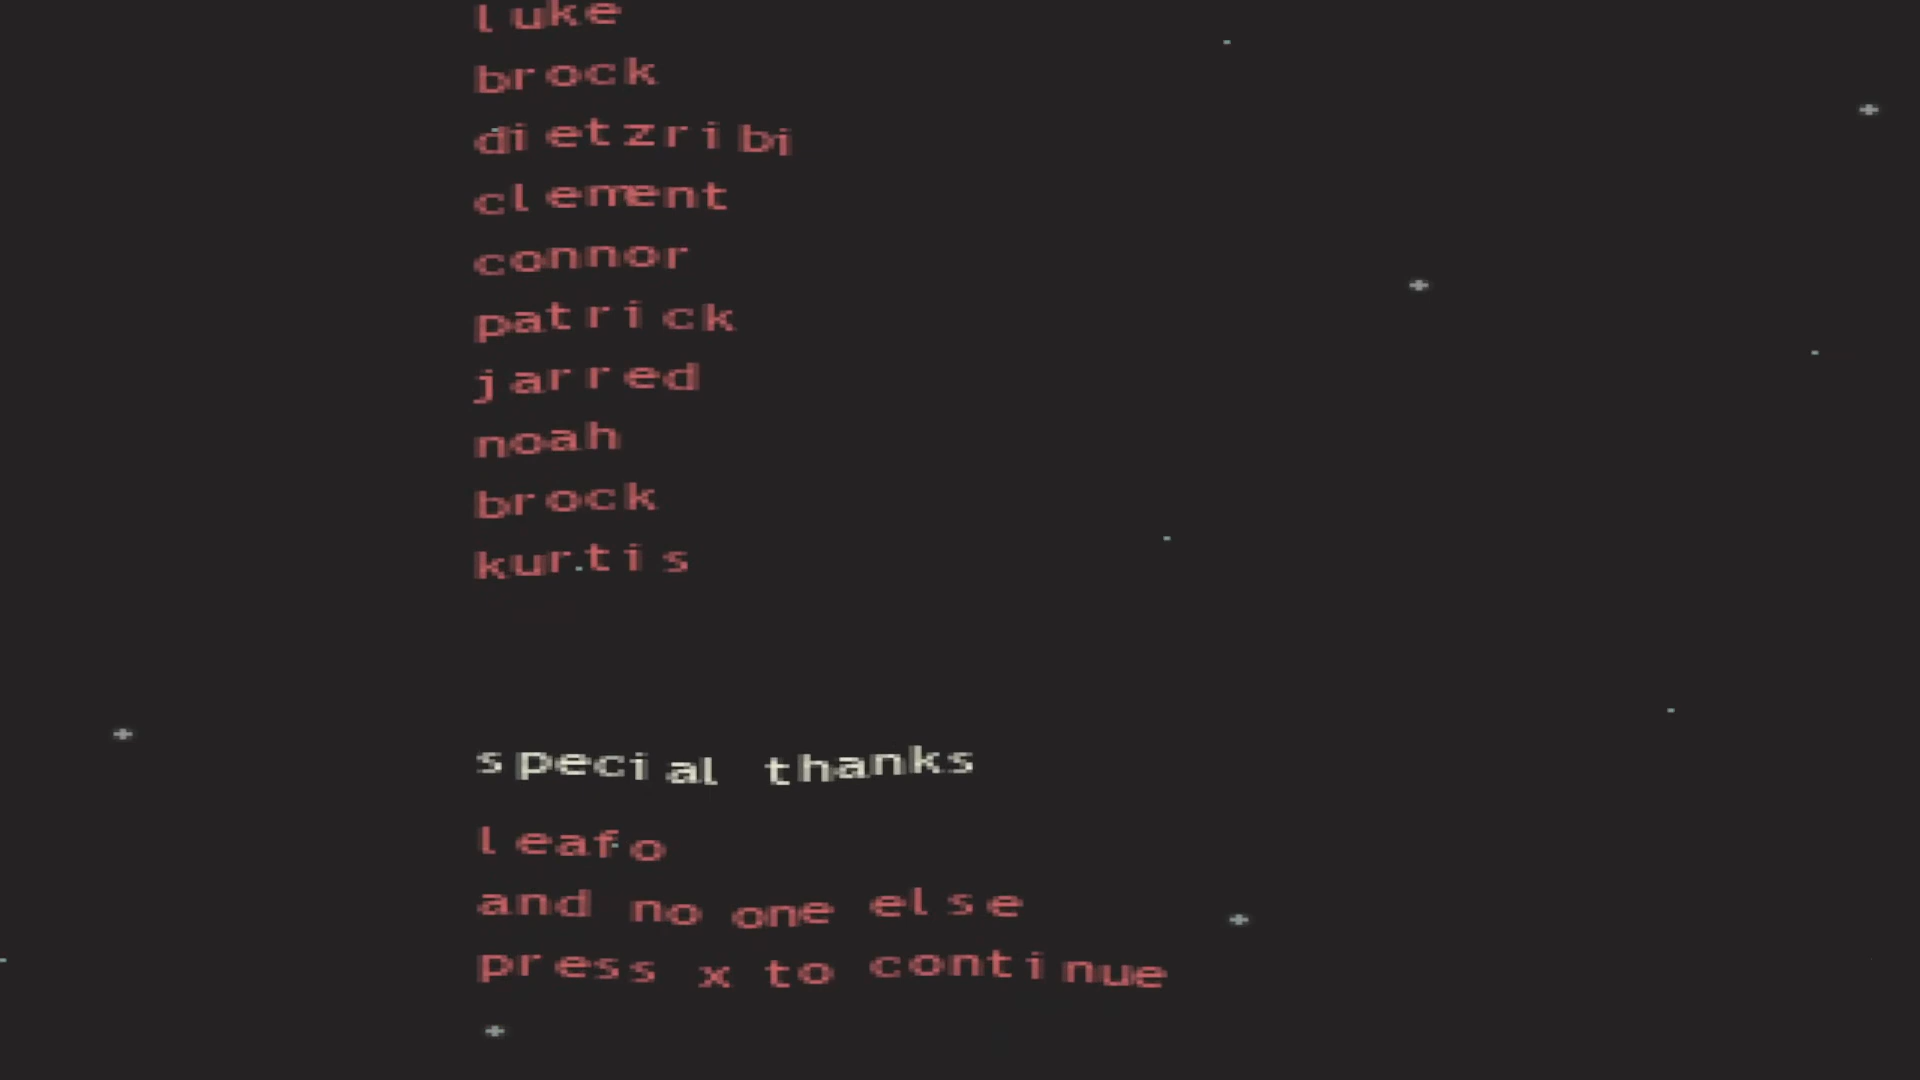 luke
brock
dietzribi
clement
connor
patrick
jarred
noah
brock
kurtis
special thanks
leafo
and no one else
press x to continue